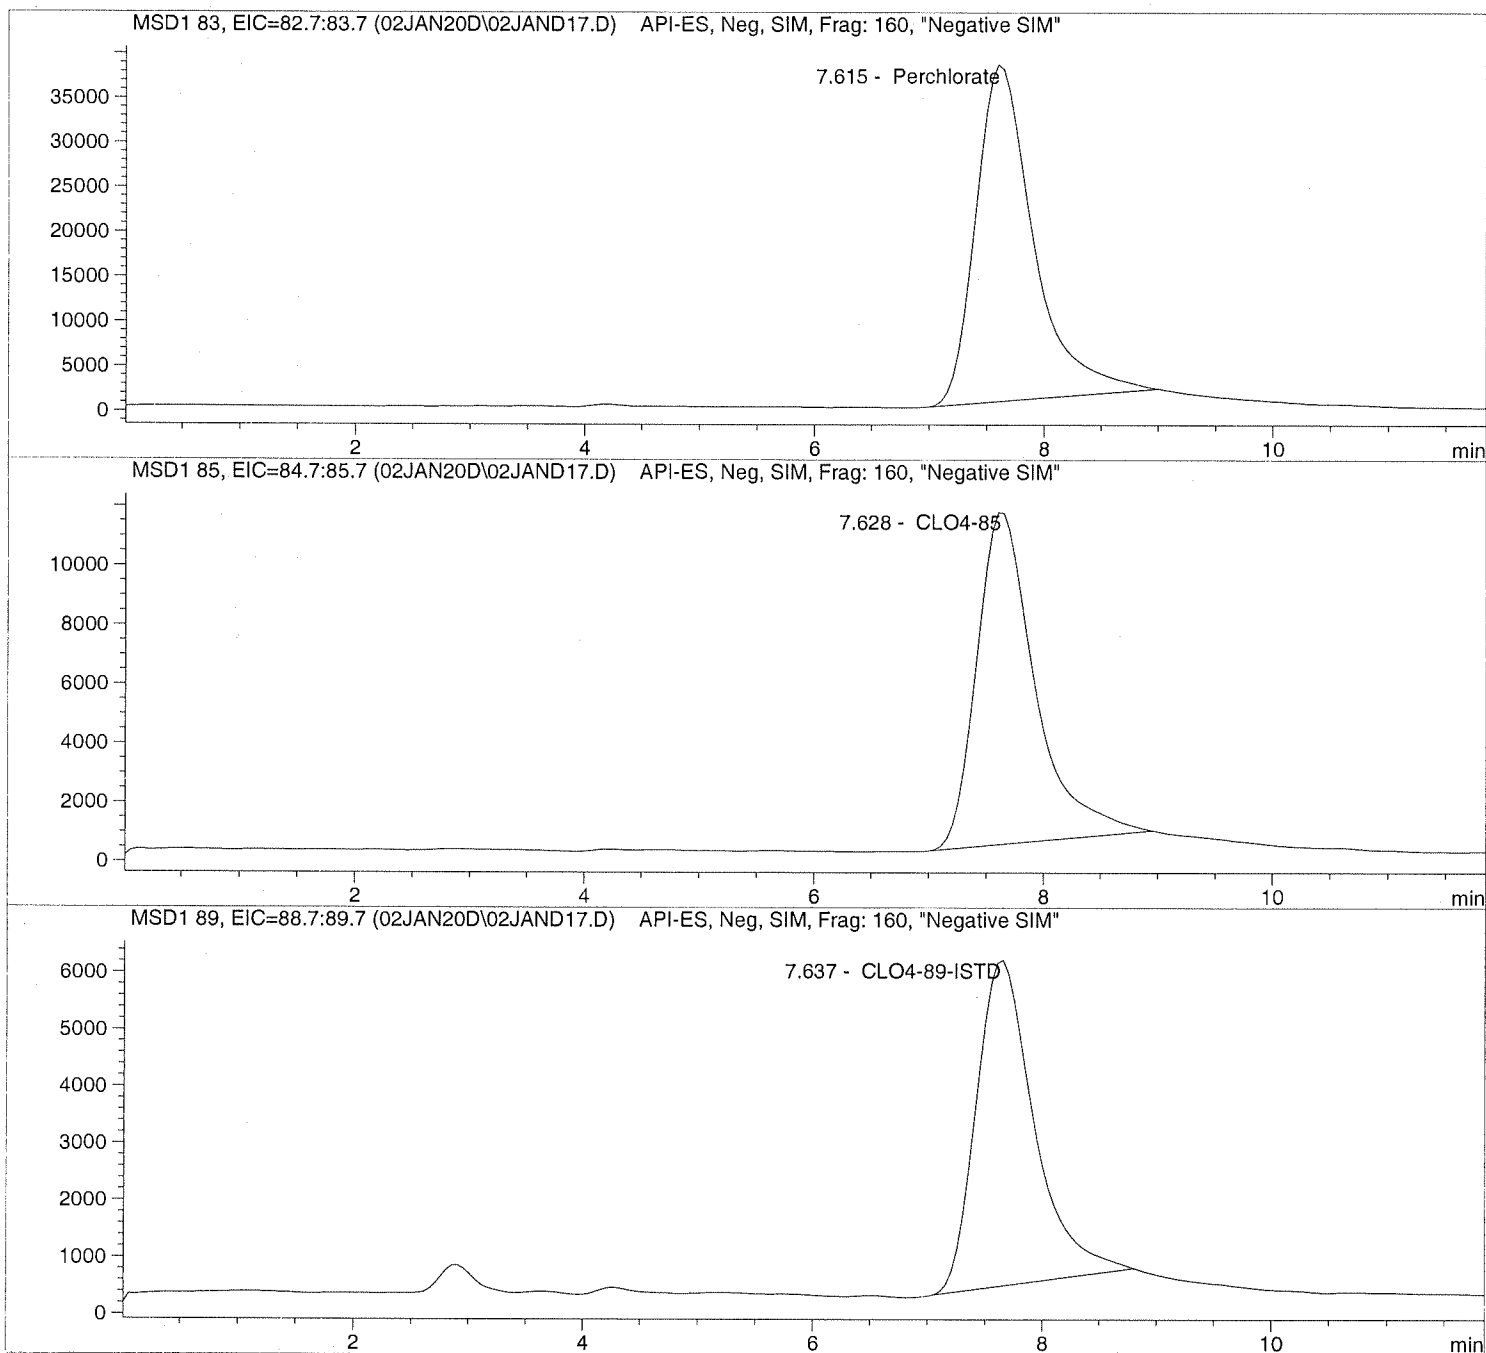 MSD1 83, EIC=82.7:83.7 (02JAN20D\02JAND17.D) API-ES, Neg, SIM, Frag: 160, "Negative SIM"
7.615 - Perchlorate
35000
30000
25000
20000
15000
10000
5000
0
2 4 6 8 10 min
MSD1 85, EIC=84.7:85.7 (02JAN20D\02JAND17.D) API-ES, Neg, SIM, Frag: 160, "Negative SIM"
7.628 - CLO4-85
10000
8000
6000
4000
2000
0
2 4 6 8 10 min
MSD1 89, EIC=88.7:89.7 (02JAN20D\02JAND17.D) API-ES, Neg, SIM, Frag: 160, "Negative SIM"
7.637 - CLO4-89-ISTD
6000
5000
4000
3000
2000
1000
0
2 4 6 8 10 min